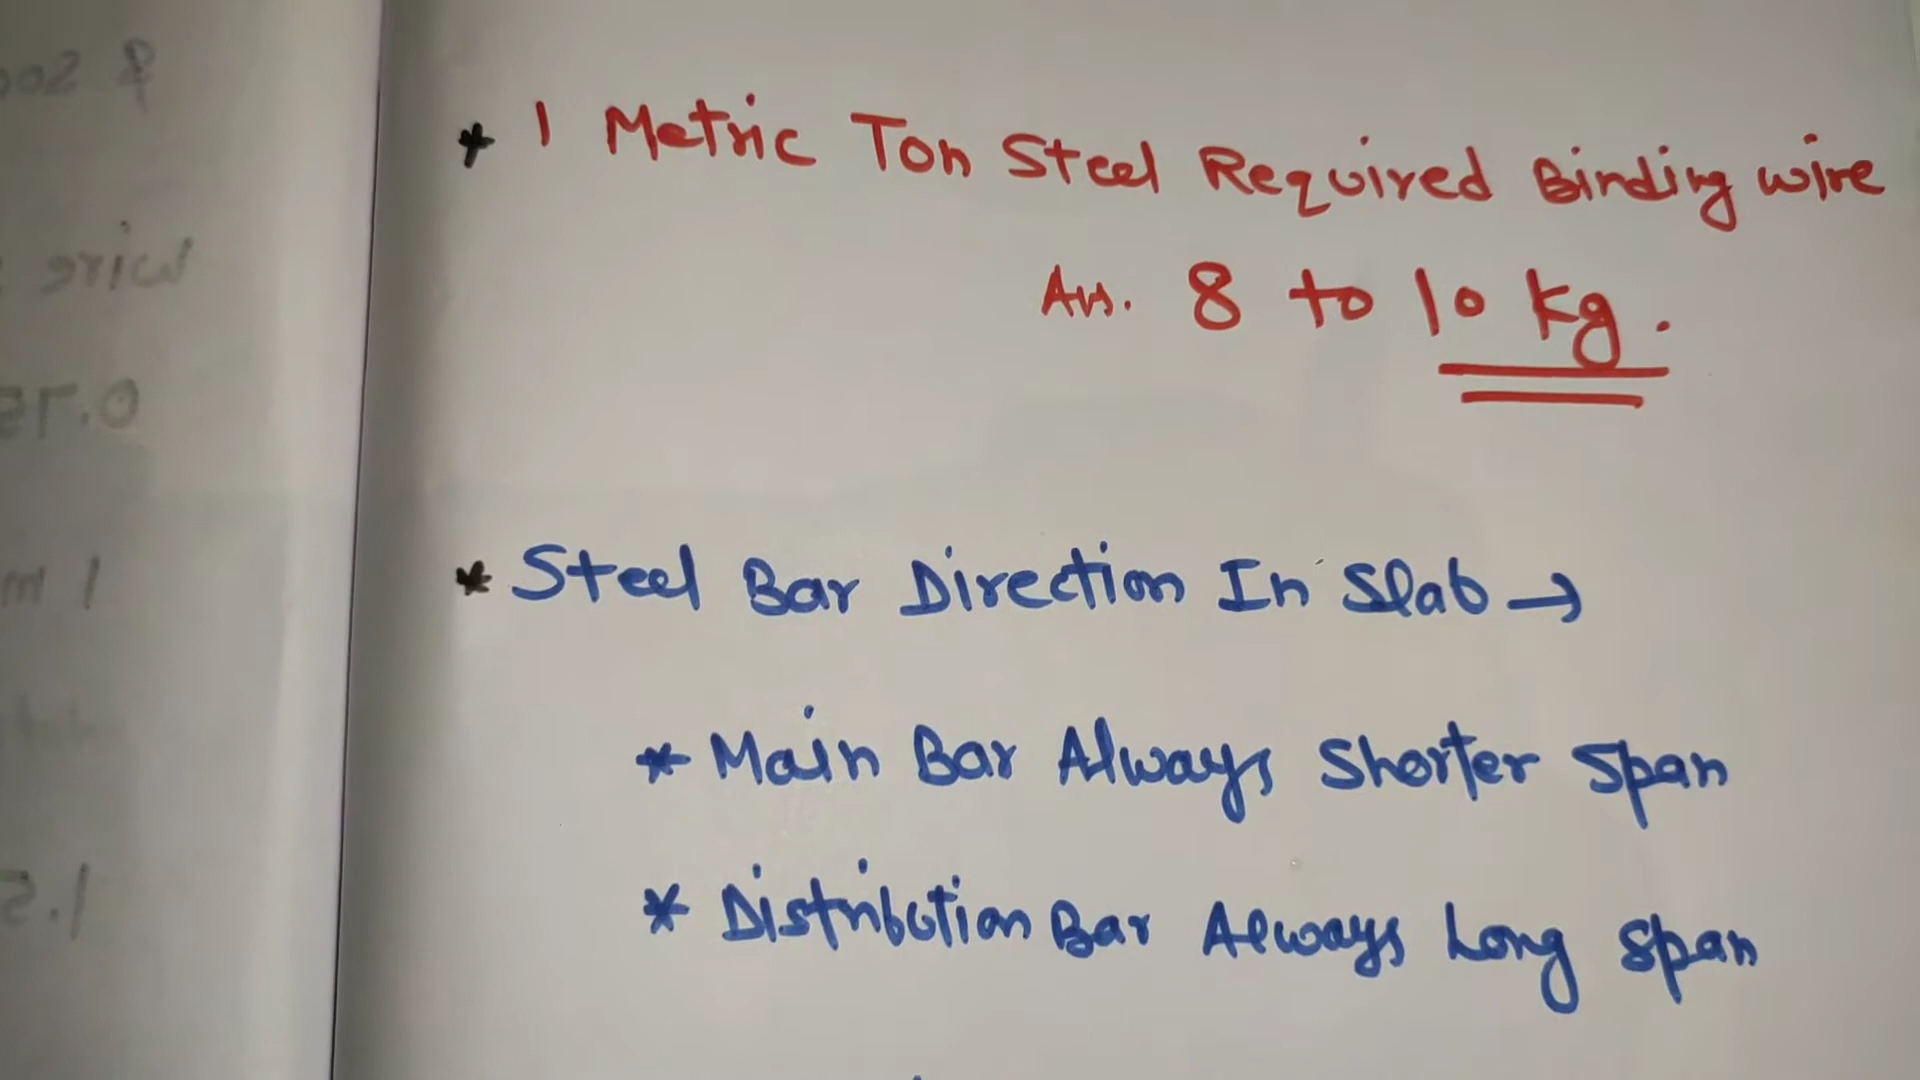 * 1 Metric Ton Steel Required Binding wire
Ans. 8 to 10 kg.
* Steel Bar Direction In Slab →
* Main Bar Always Shorter Span
* Distribution Bar Always Long Span